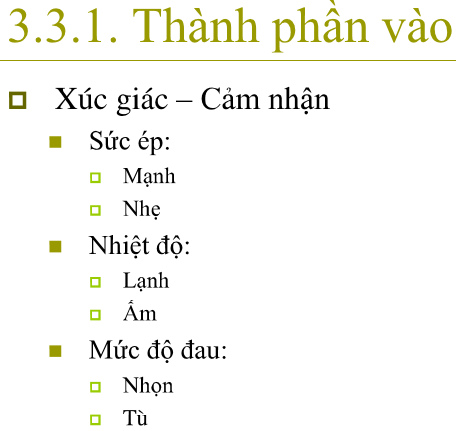 3.3.1. Thành phần vào
Xúc giác – Cảm nhận
Sức ép:
Mạnh
Nhẹ
Nhiệt độ:
Lạnh
Ấm
Mức độ đau:
Nhọn
Tù